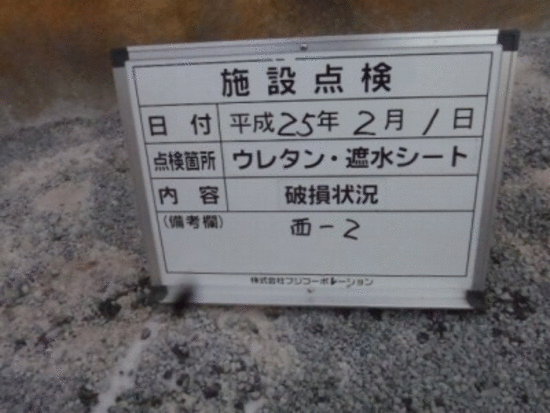 施設点検
日付 平成25年2月1日
点検箇所 ウレタン・遮水シート
内容 破損状況
(備考欄)西-2
株式会社フジコーポレーション